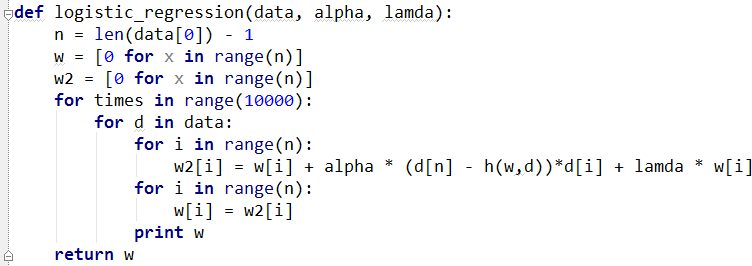 def logistic_regression(data, alpha, lamda):
    n = len(data[0]) - 1
    w = [0 for x in range(n)]
    w2 = [0 for x in range(n)]
    for times in range(10000):
        for d in data:
            for i in range(n):
                w2[i] = w[i] + alpha * (d[n] - h(w,d))*d[i] + lamda * w[i]
            for i in range(n):
                w[i] = w2[i]
            print w
    return w